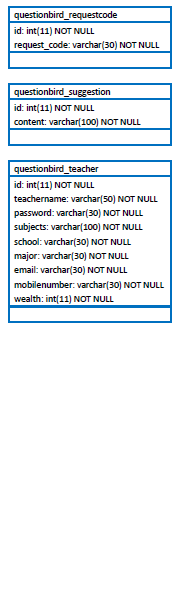 questionbird_requestcode
id: int(11) NOT NULL
request_code: varchar(30) NOT NULL
questionbird_suggestion
id: int(11) NOT NULL
content: varchar(100) NOT NULL
questionbird_teacher
id: int(11) NOT NULL
teachername: varchar(50) NOT NULL
password: varchar(30) NOT NULL
subjects: varchar(100) NOT NULL
school: varchar(30) NOT NULL
major: varchar(30) NOT NULL
email: varchar(30) NOT NULL
mobilenumber: varchar(30) NOT NULL
wealth: int(11) NOT NULL